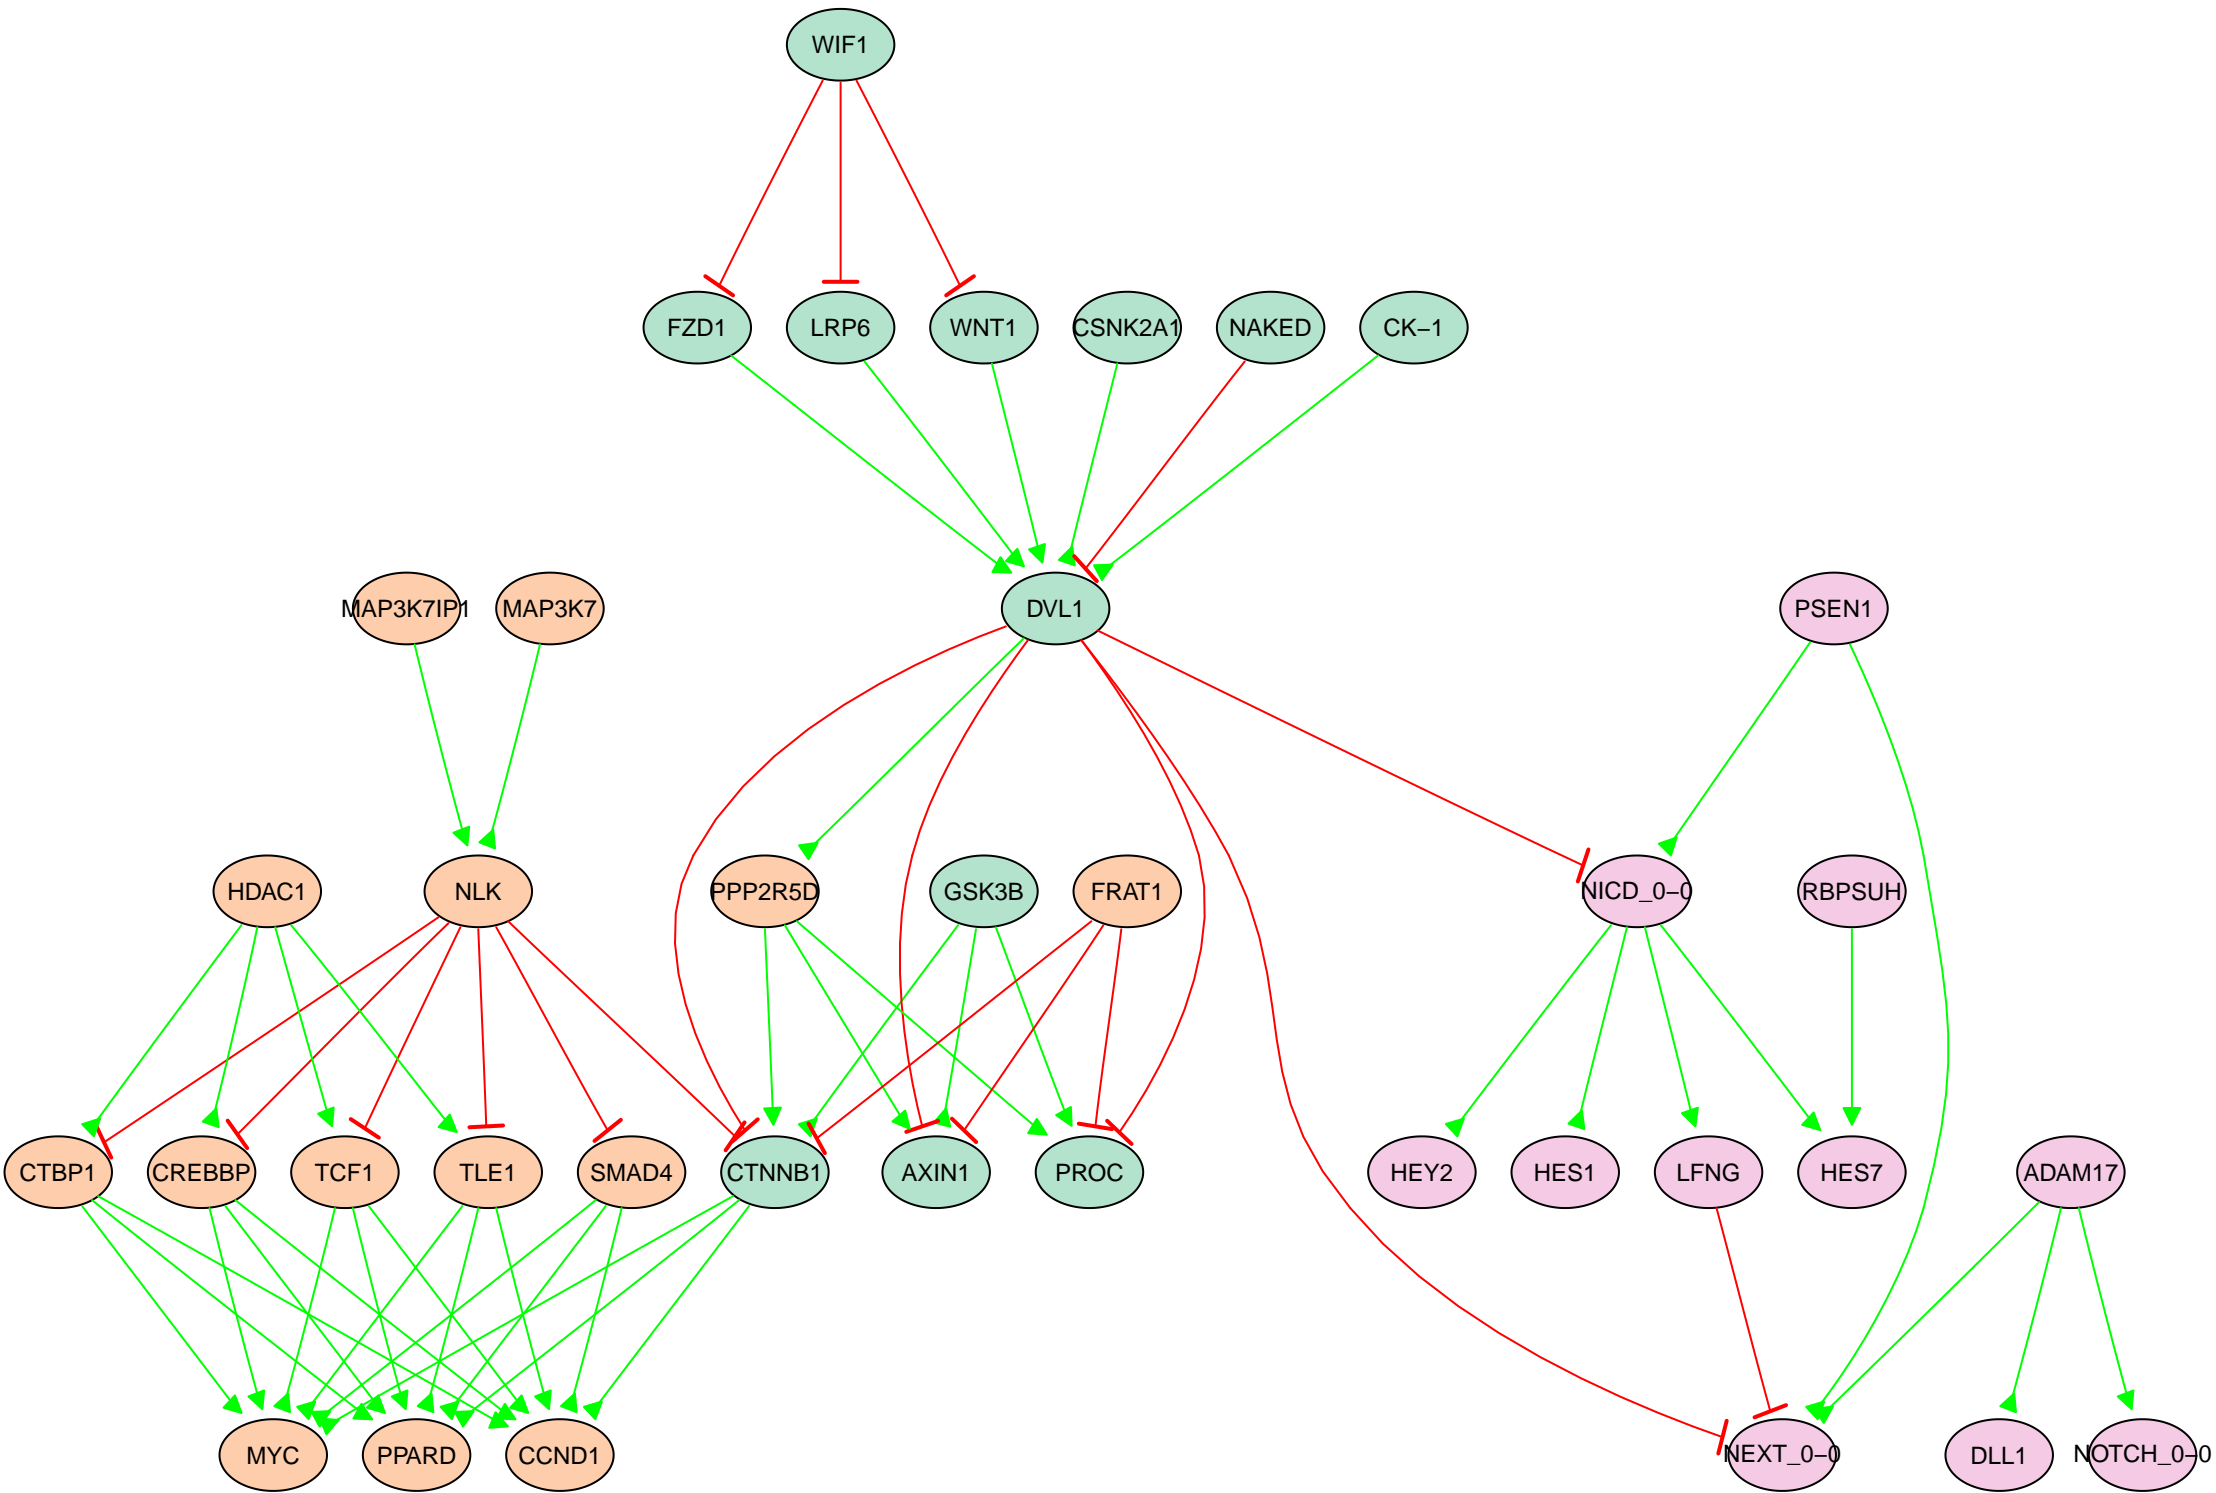 WIF1
FZD1
LRP6
WNT1
CSNK2A1
NAKED
CK−1
MAP3K7IP1
MAP3K7
DVL1
PSEN1
HDAC1
NLK
PPP2R5D
GSK3B
FRAT1
NICD_0−0
RBPSUH
CTBP1
CREBBP
TCF1
TLE1
SMAD4
CTNNB1
AXIN1
PROC
HEY2
HES1
LFNG
HES7
ADAM17
MYC
PPARD
CCND1
NEXT_0−0
DLL1
NOTCH_0−0